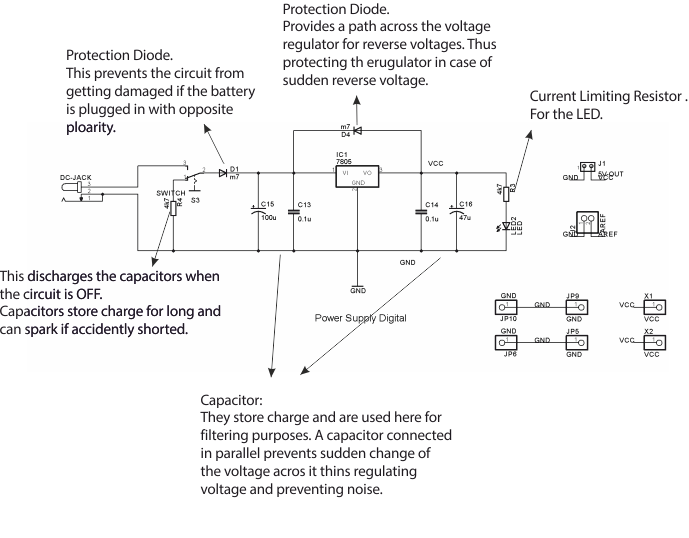 Protection Diode.
Provides a path across the voltage
regulator for reverse voltages. Thus
protecting th erugulator in case of
sudden reverse voltage.
Protection Diode.
This prevents the circuit from
getting damaged if the battery
is plugged in with opposite
ploarity.
Current Limiting Resistor .
For the LED.
m7
D4
IC1
7805
VI VO
GND
VCC
D1
m7
DC-JACK
3
2
1
SWITCH
S3
4k7
R4
C15
100u
C13
0.1u
C14
0.1u
C16
47u
4k7
R3
LED2
LED
J1
5V-OUT
GND VCC
J2
AREF
GND AREF
GND
GND
Power Supply Digital
This discharges the capacitors when
the circuit is OFF.
Capacitors store charge for long and
can spark if accidently shorted.
GND JP9 X1
GND VCC
JP10 GND VCC
GND JP5 X2
GND VCC
JP6 GND VCC
Capacitor:
They store charge and are used here for
filtering purposes. A capacitor connected
in parallel prevents sudden change of
the voltage acros it thins regulating
voltage and preventing noise.